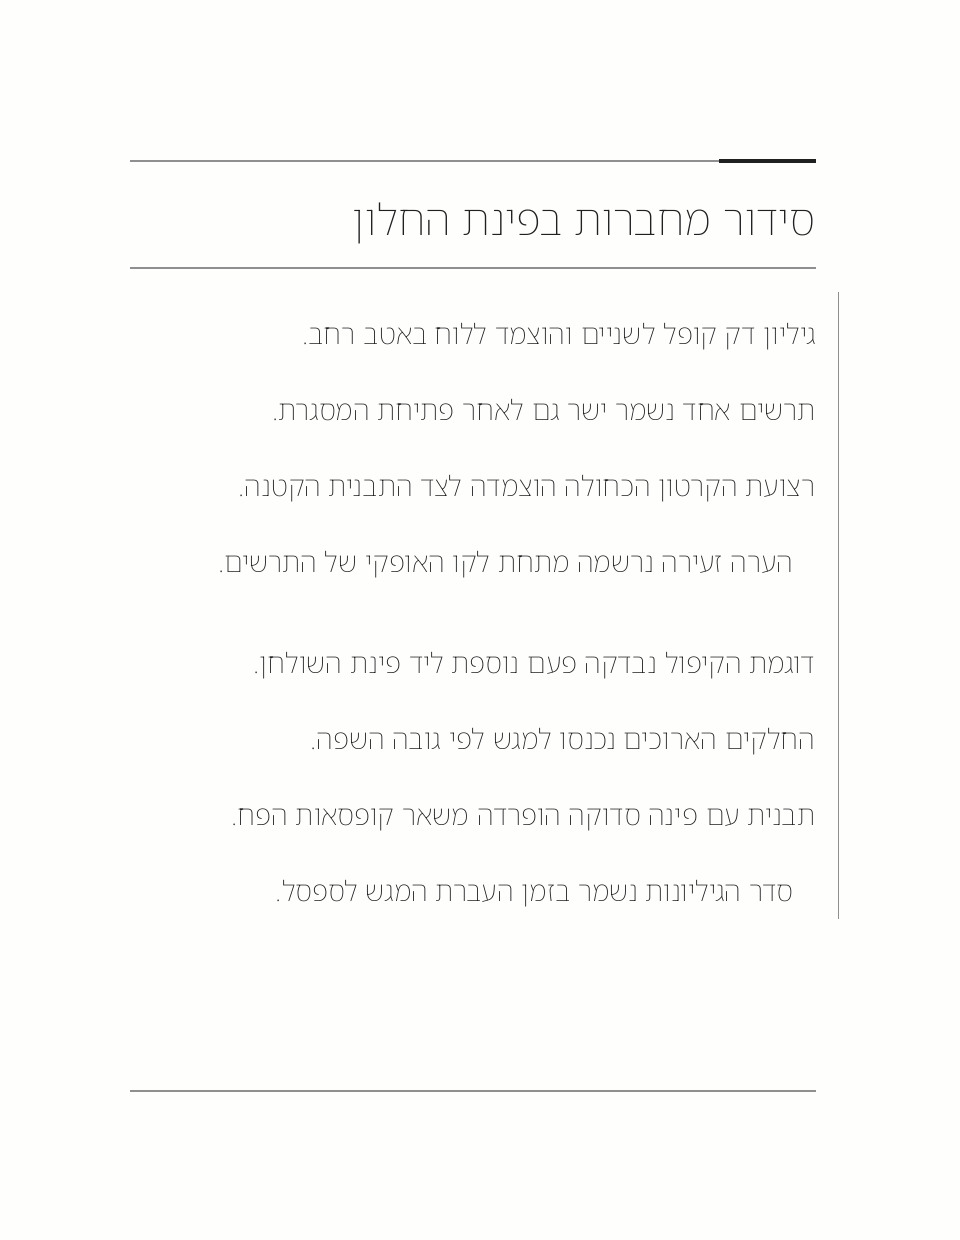 סידור מחברות בפינת החלון
גיליון דק קופל לשניים והוצמד ללוח באטב רחב.
תרשים אחד נשמר ישר גם לאחר פתיחת המסגרת.
רצועת הקרטון הכחולה הוצמדה לצד התבנית הקטנה.
הערה זעירה נרשמה מתחת לקו האופקי של התרשים.
דוגמת הקיפול נבדקה פעם נוספת ליד פינת השולחן.
החלקים הארוכים נכנסו למגש לפי גובה השפה.
תבנית עם פינה סדוקה הופרדה משאר קופסאות הפח.
סדר הגיליונות נשמר בזמן העברת המגש לספסל.